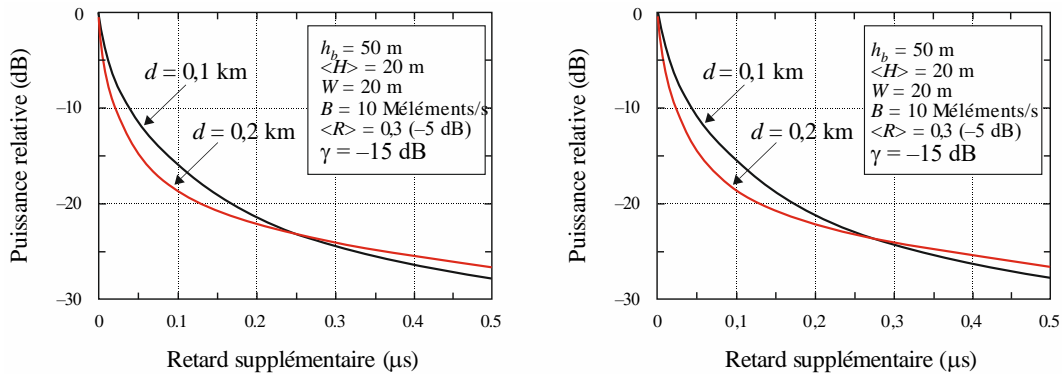 Puissance relative (dB)
0
–10
–20
–30
h_b = 50 m
<H> = 20 m
W = 20 m
B = 10 Méléments/s
<R> = 0,3 (–5 dB)
γ = –15 dB
d = 0,1 km
d = 0,2 km
0
0.1
0.2
0.3
0.4
0.5
Retard supplémentaire (μs)
Puissance relative (dB)
0
–10
–20
–30
h_b = 50 m
<H> = 20 m
W = 20 m
B = 10 Méléments/s
<R> = 0,3 (–5 dB)
γ = –15 dB
d = 0,1 km
d = 0,2 km
0
0,1
0,2
0,3
0,4
0.5
Retard supplémentaire (μs)